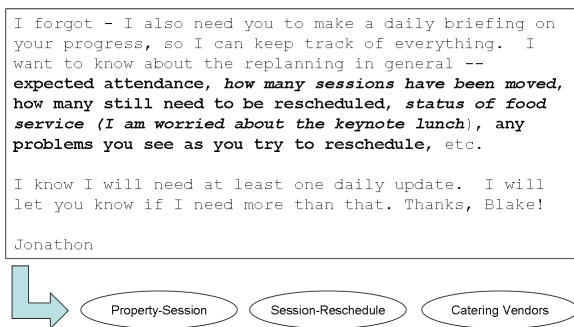 I forgot - I also need you to make a daily briefing on
your progress, so I can keep track of everything. I
want to know about the replanning in general --
expected attendance, how many sessions have been moved,
how many still need to be rescheduled, status of food
service (I am worried about the keynote lunch), any
problems you see as you try to reschedule, etc.
I know I will need at least one daily update. I will
let you know if I need more than that. Thanks, Blake!
Jonathon
Property-Session Session-Reschedule Catering Vendors